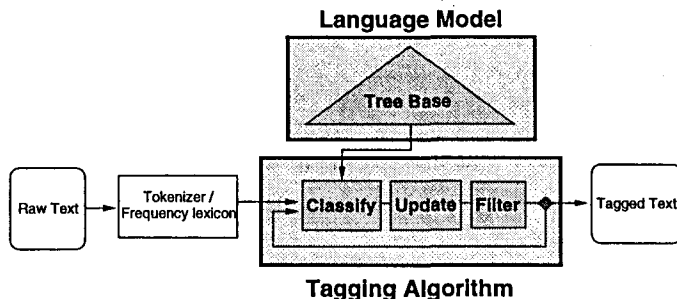 Language Model
Tree Base
Raw Text
Tokenizer /
Frequency lexicon
Classify
Update
Filter
Tagged Text
Tagging Algorithm